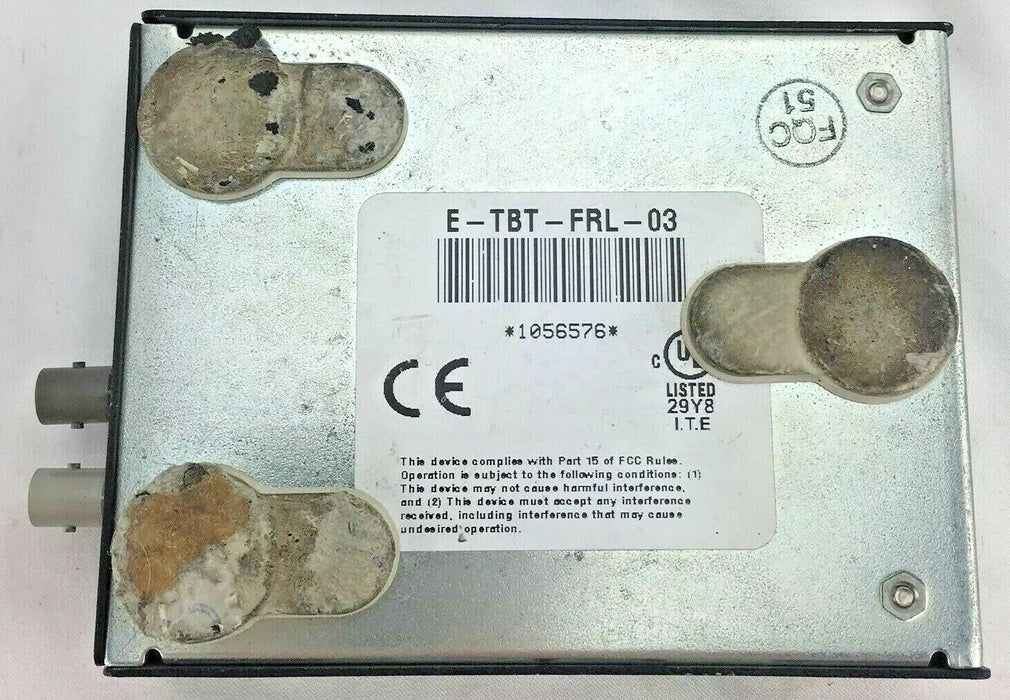 FQC
51
E-TBT-FRL-03
*1056576*
CE
C UL
LISTED
29Y8
I.T.E
This device complies with Part 15 of FCC Rules.
Operation is subject to the following conditions: (1)
This device may not cause harmful interference,
and (2) This device must accept any interference
received, including interference that may cause
undesired operation.